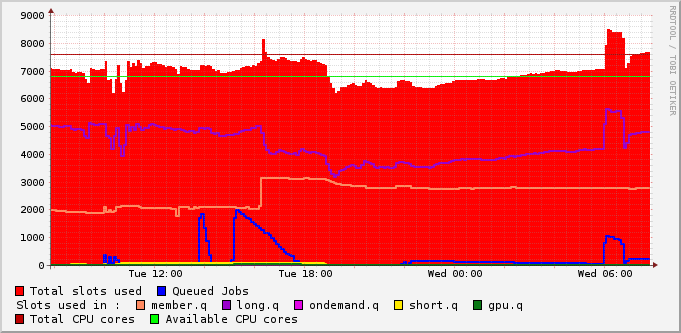 9000
8000
7000
6000
5000
4000
3000
2000
1000
0
Tue 12:00 Tue 18:00 Wed 00:00 Wed 06:00
RRDTOOL / TOBI OETIKER
Total slots used Queued Jobs
Slots used in : member.q long.q ondemand.q short.q gpu.q
Total CPU cores Available CPU cores